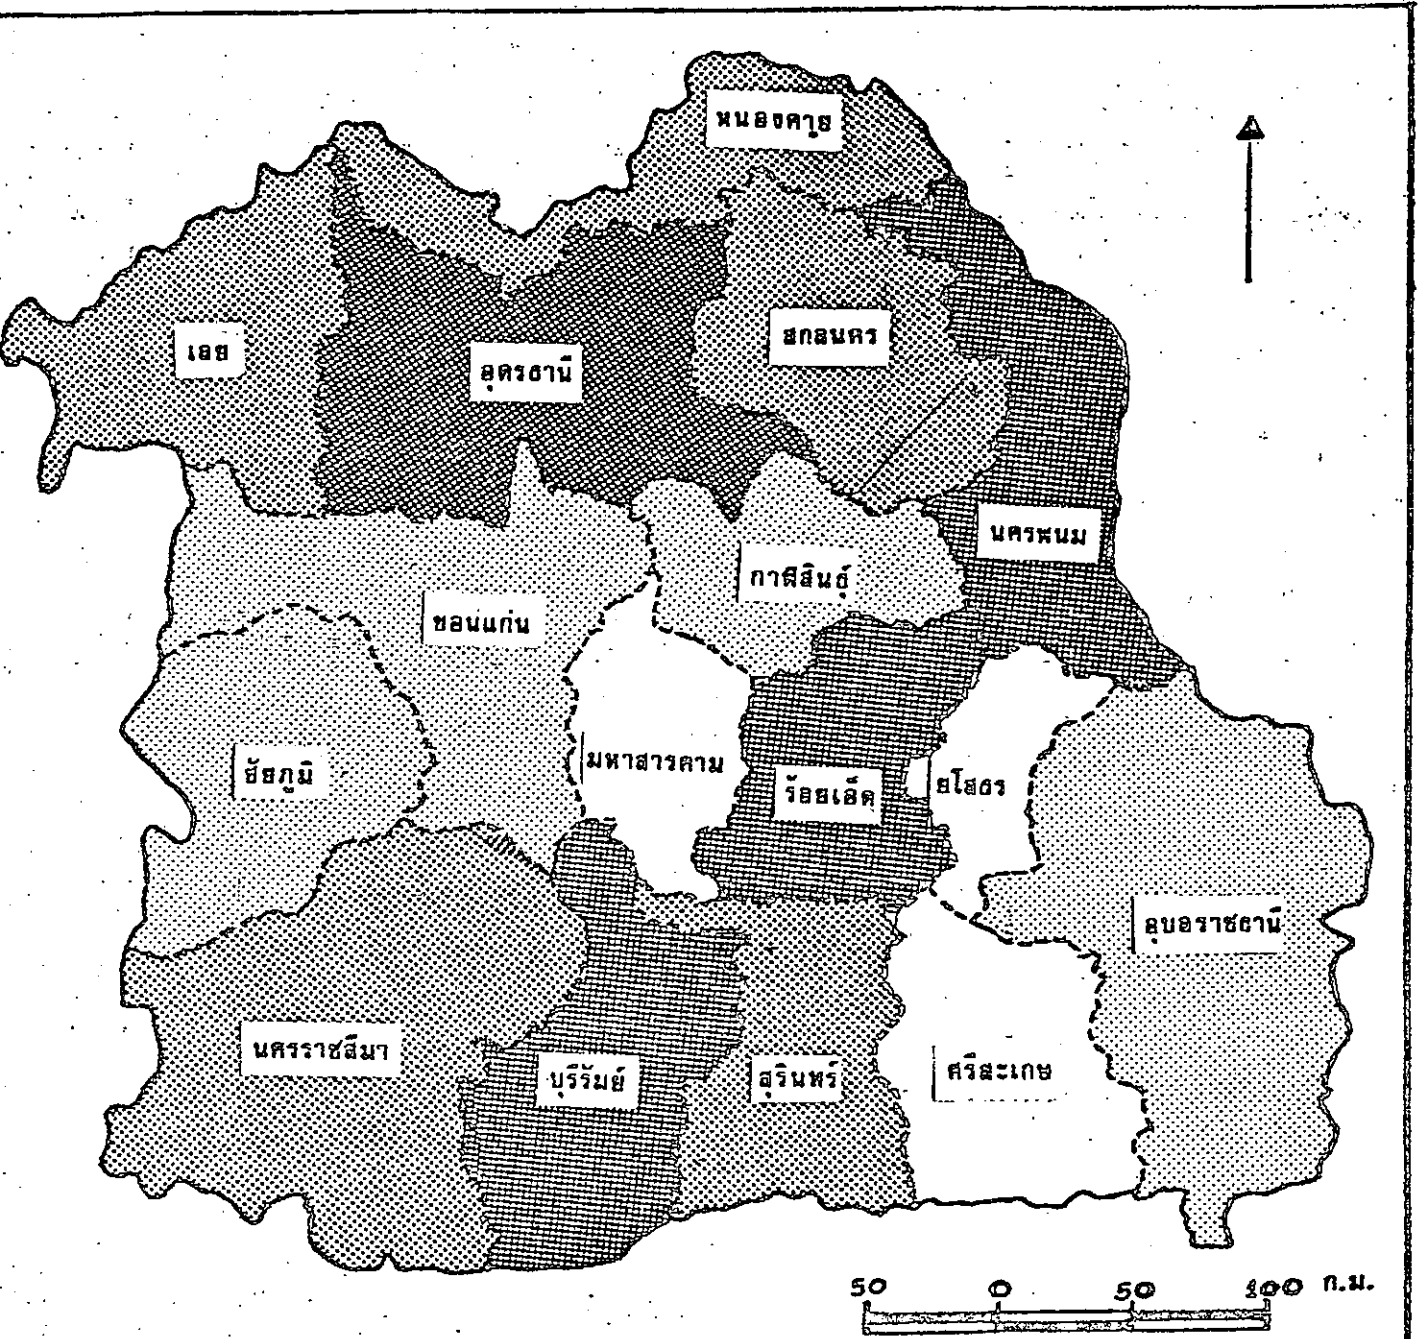 หนองคาย
สกลนคร
เลย
อุดรธานี
นครพนม
กาฬสินธุ์
ขอนแก่น
มหาสารคาม
ชัยภูมิ
ร้อยเอ็ด
ยโสธร
อุบลราชธานี
นครราชสีมา
บุรีรัมย์
สุรินทร์
ศรีสะเกษ
50 0 50 100 ก.ม.